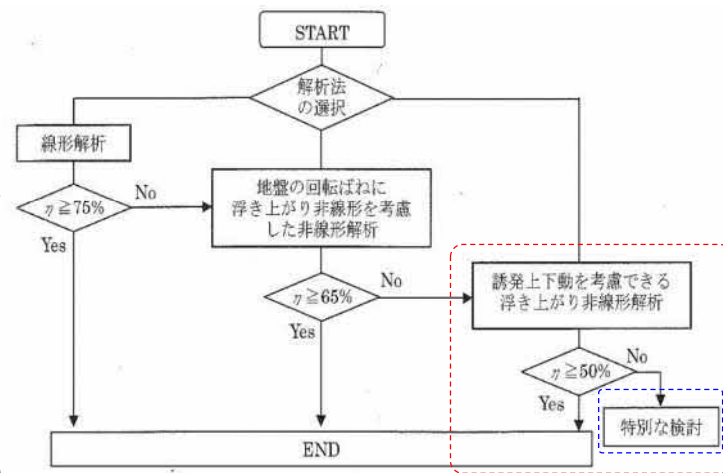 START
解析法
の選択
線形解析
η≧75%
No
Yes
地盤の回転ばねに
浮き上がり非線形を考慮
した非線形解析
η≧65%
No
Yes
誘発上下動を考慮できる
浮き上がり非線形解析
η≧50%
No
Yes
特別な検討
END